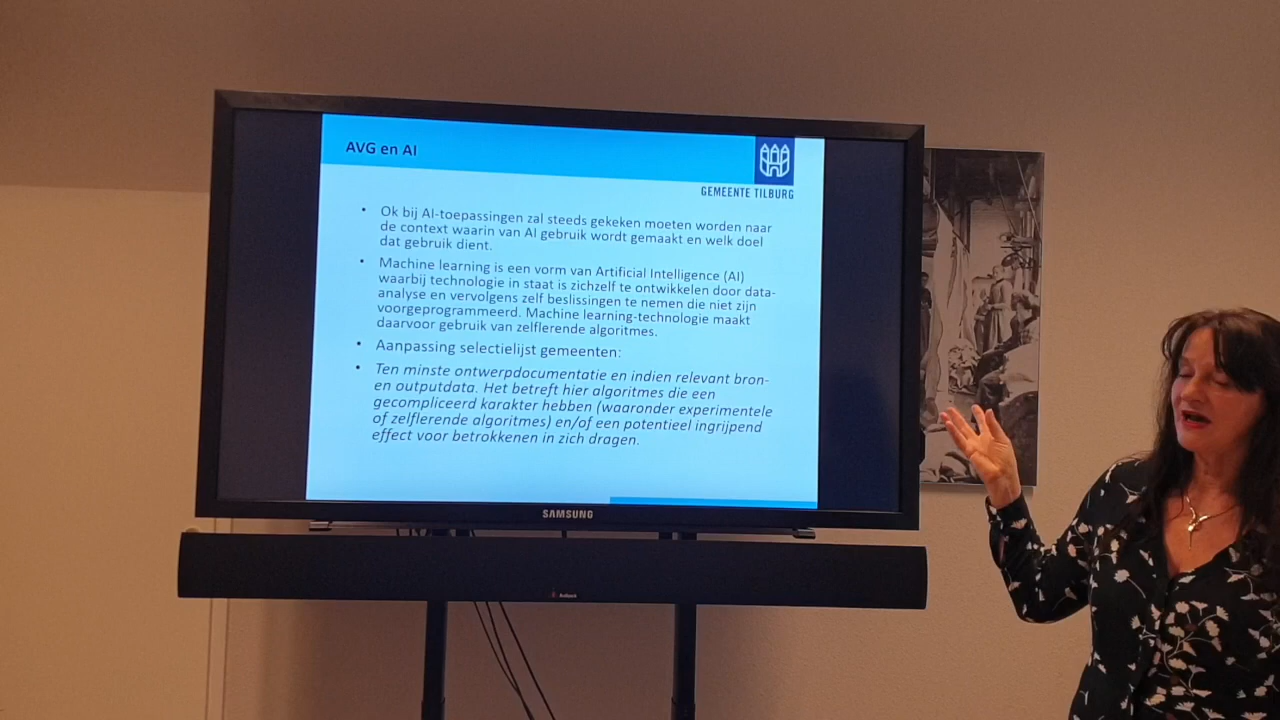 AVG en AI
GEMEENTE TILBURG
• Ok bij AI-toepassingen zal steeds gekeken moeten worden naar
de context waarin van AI gebruik wordt gemaakt en welk doel
dat gebruik dient.
• Machine learning is een vorm van Artificial Intelligence (AI)
waarbij technologie in staat is zichzelf te ontwikkelen door data-
analyse en vervolgens zelf beslissingen te nemen die niet zijn
voorgeprogrammeerd. Machine learning-technologie maakt
daarvoor gebruik van zelflerende algoritmes.
• Aanpassing selectielijst gemeenten:
• Ten minste ontwerpdocumentatie en indien relevant bron-
en outputdata. Het betreft hier algoritmes die een
gecompliceerd karakter hebben (waaronder experimentele
of zelflerende algoritmes) en/of een potentieel ingrijpend
effect voor betrokkenen in zich dragen.
SAMSUNG